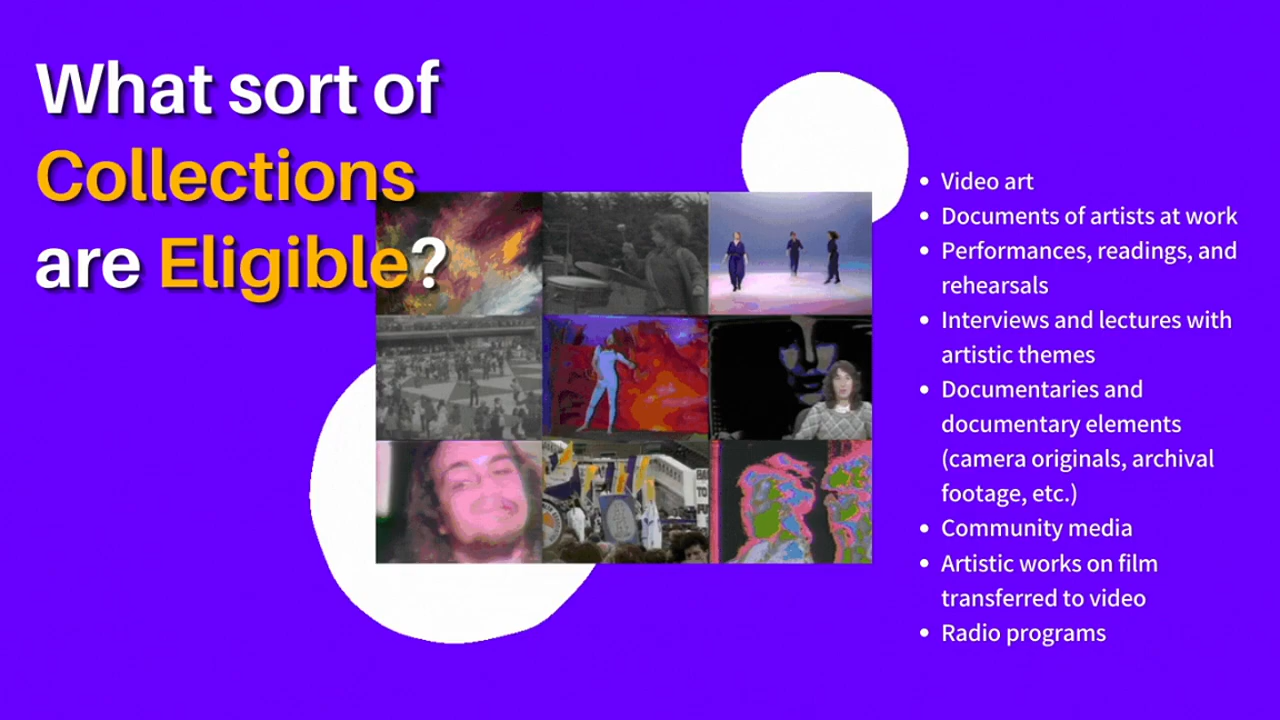 What sort of
Collections
are Eligible?
• Video art
• Documents of artists at work
• Performances, readings, and
rehearsals
• Interviews and lectures with
artistic themes
• Documentaries and
documentary elements
(camera originals, archival
footage, etc.)
• Community media
• Artistic works on film
transferred to video
• Radio programs